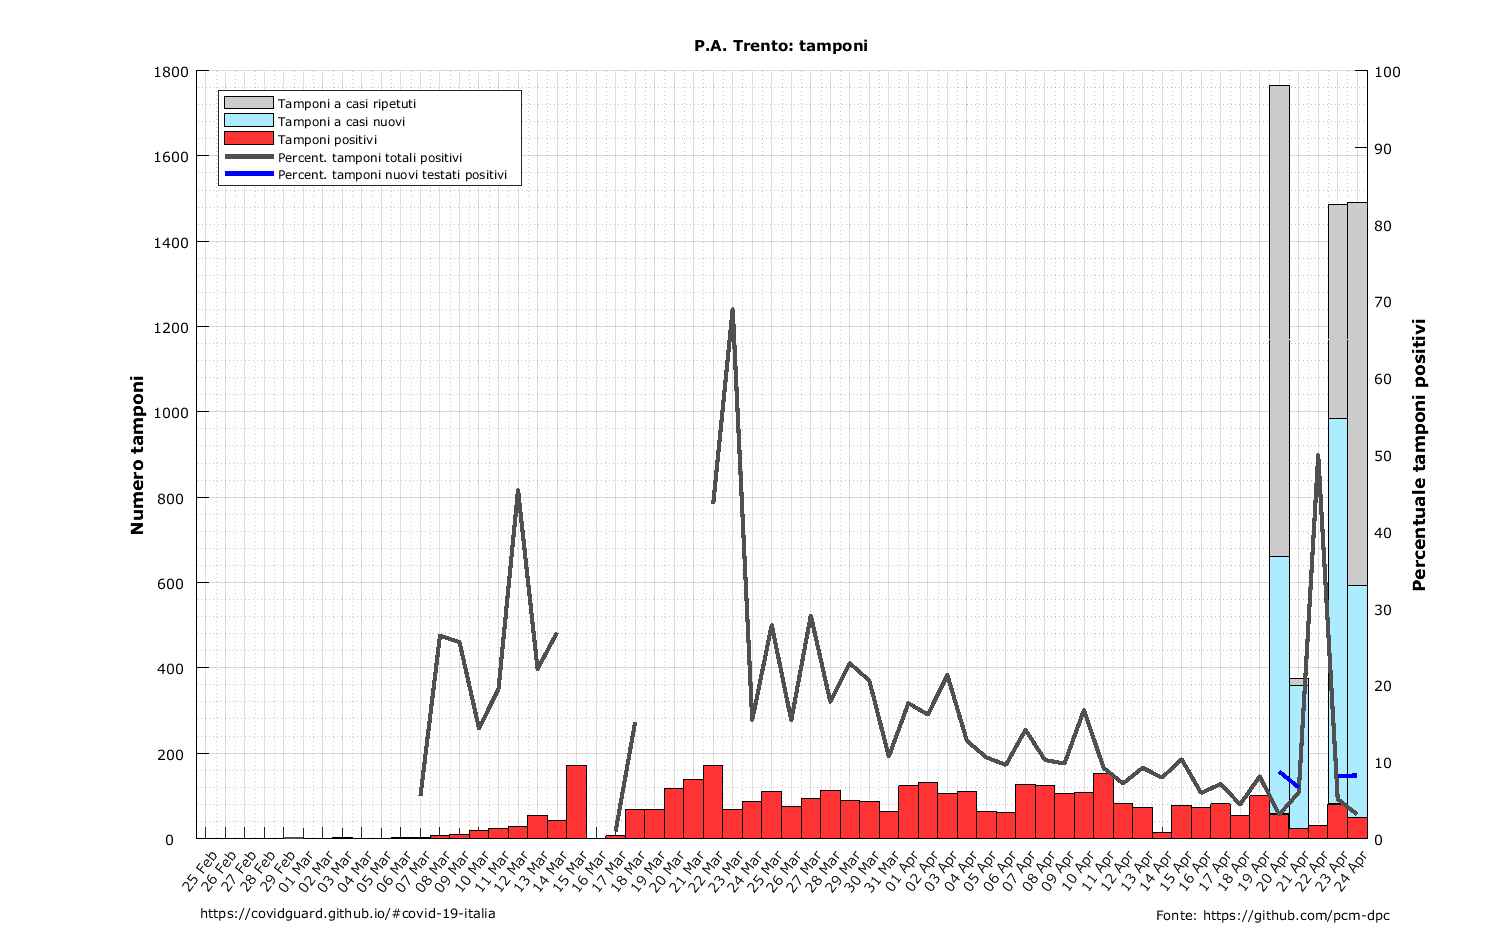 P.A. Trento: tamponi
1800
1600
1400
1200
1000
800
600
400
200
0
Numero tamponi
Tamponi a casi ripetuti
Tamponi a casi nuovi
Tamponi positivi
Percent. tamponi totali positivi
Percent. tamponi nuovi testati positivi
100
90
80
70
60
50
40
30
20
10
0
Percentuale tamponi positivi
25 Feb
26 Feb
27 Feb
28 Feb
29 Feb
01 Mar
02 Mar
03 Mar
04 Mar
05 Mar
06 Mar
07 Mar
08 Mar
09 Mar
10 Mar
11 Mar
12 Mar
13 Mar
14 Mar
15 Mar
16 Mar
17 Mar
18 Mar
19 Mar
20 Mar
21 Mar
22 Mar
23 Mar
24 Mar
25 Mar
26 Mar
27 Mar
28 Mar
29 Mar
30 Mar
31 Mar
01 Apr
02 Apr
03 Apr
04 Apr
05 Apr
06 Apr
07 Apr
08 Apr
09 Apr
10 Apr
11 Apr
12 Apr
13 Apr
14 Apr
15 Apr
16 Apr
17 Apr
18 Apr
19 Apr
20 Apr
21 Apr
22 Apr
23 Apr
24 Apr
https://covidguard.github.io/#covid-19-italia
Fonte: https://github.com/pcm-dpc